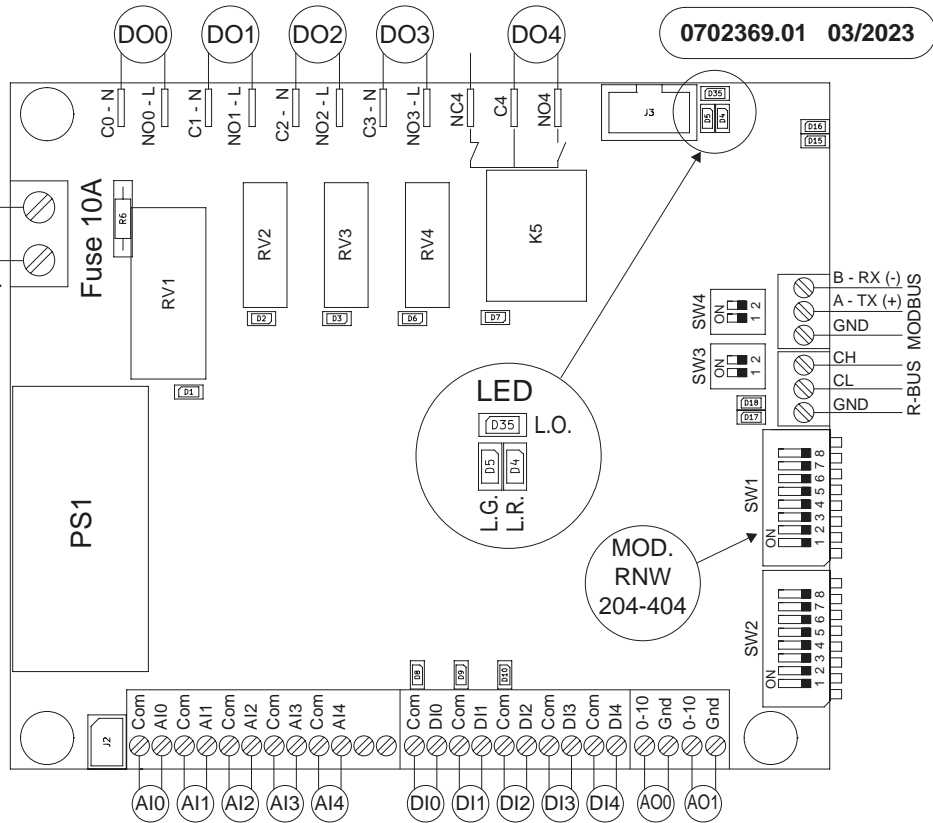 DO0 DO1 DO2 DO3 DO4
0702369.01 03/2023
C0 - N
NO0 - L
C1 - N
NO1 - L
C2 - N
NO2 - L
C3 - N
NO3 - L
NC4
C4
NO4
J3
D35
D5
D4
D16
D15
Fuse 10A
R6
RV1
RV2
RV3
RV4
K5
D1
D2
D3
D6
D7
SW4
ON
1 2
SW3
ON
1 2
B - RX (-)
A - TX (+)
GND
MODBUS
CH
CL
GND
R-BUS
D18
D17
LED
D35 L.O.
D5
D4
L.G.
L.R.
PS1
MOD.
RNW
204-404
SW1
ON
1 2 3 4 5 6 7 8
SW2
ON
1 2 3 4 5 6 7 8
D8
D9
D10
J2
Com
AI0
Com
AI1
Com
AI2
Com
AI3
Com
AI4
Com
DI0
Com
DI1
Com
DI2
Com
DI3
Com
DI4
0-10
Gnd
0-10
Gnd
AI0 AI1 AI2 AI3 AI4 DI0 DI1 DI2 DI3 DI4 AO0 AO1